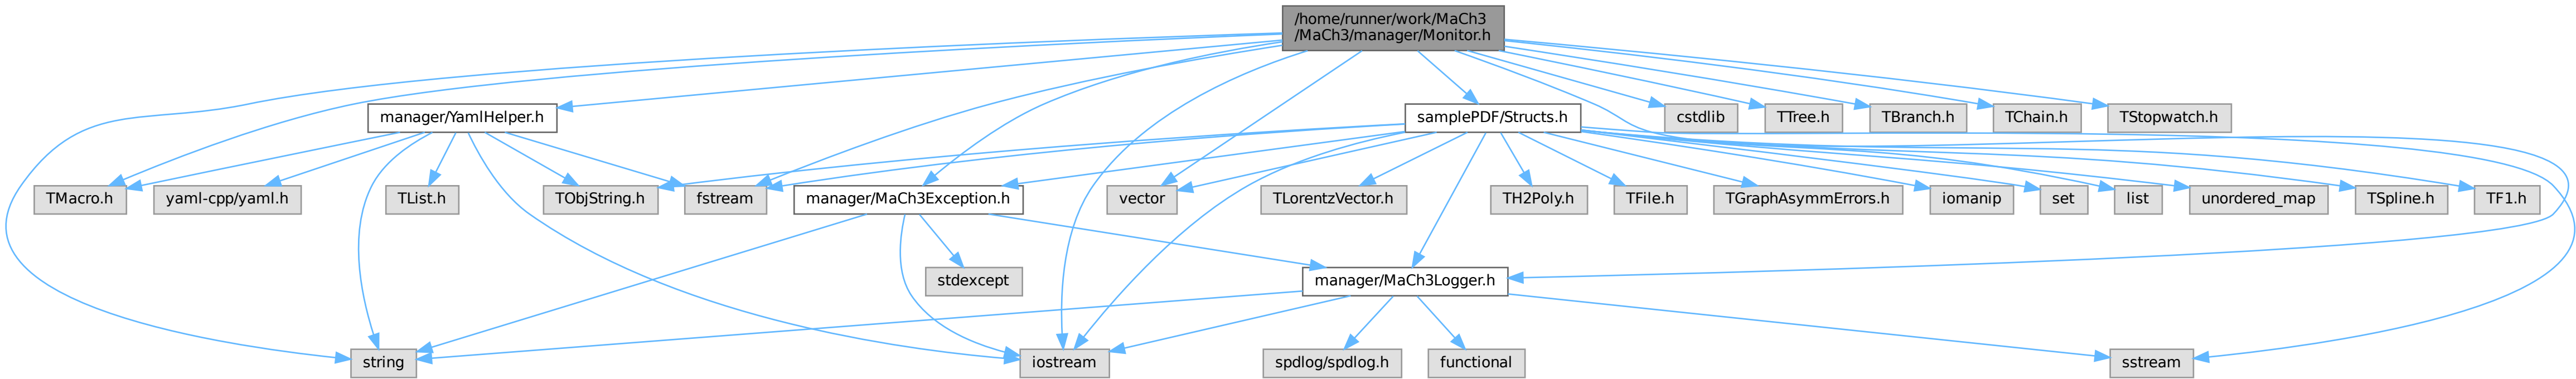 /home/runner/work/MaCh3
/MaCh3/manager/Monitor.h
manager/YamlHelper.h
samplePDF/Structs.h
cstdlib
TTree.h
TBranch.h
TChain.h
TStopwatch.h
TMacro.h
yaml-cpp/yaml.h
TList.h
TObjString.h
fstream
manager/MaCh3Exception.h
vector
TLorentzVector.h
TH2Poly.h
TFile.h
TGraphAsymmErrors.h
iomanip
set
list
unordered_map
TSpline.h
TF1.h
stdexcept
manager/MaCh3Logger.h
string
iostream
spdlog/spdlog.h
functional
sstream